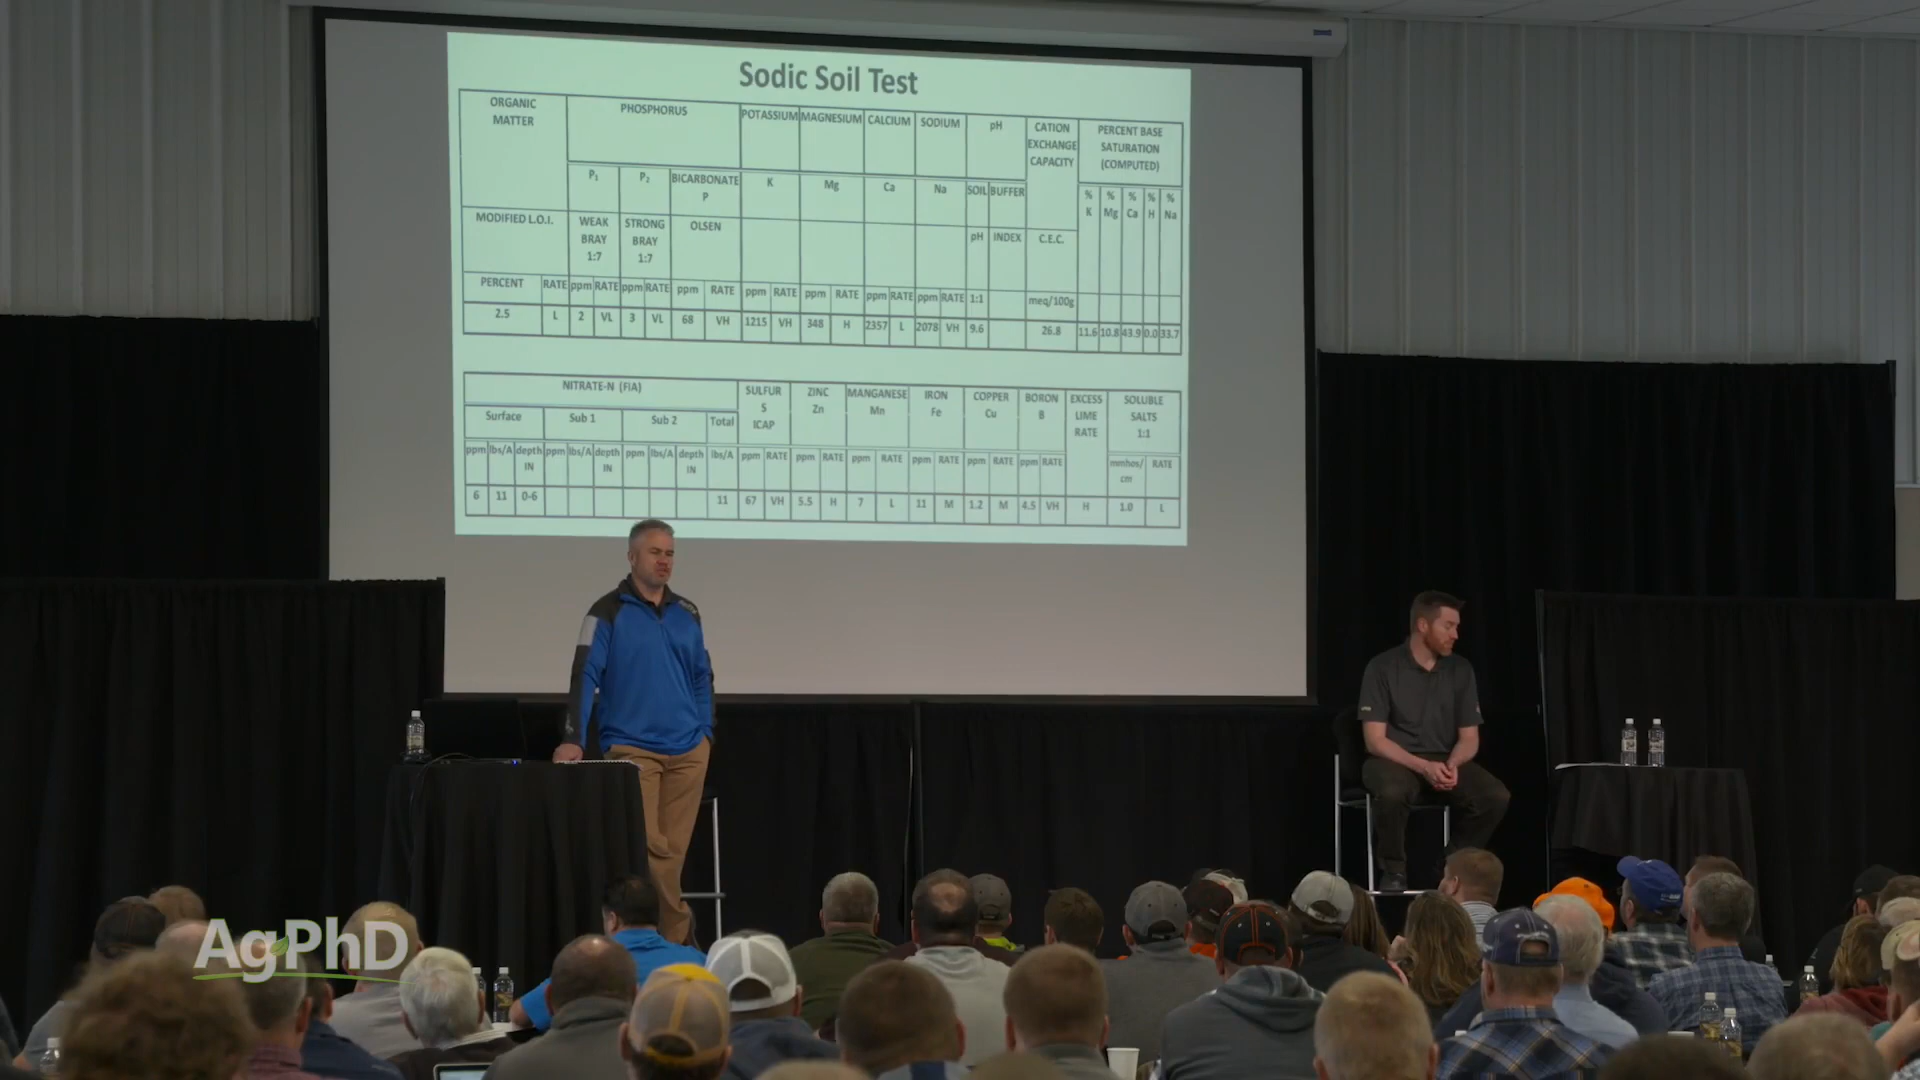 Sodic Soil Test
ORGANIC MATTER PHOSPHORUS POTASSIUM MAGNESIUM CALCIUM SODIUM pH CATION EXCHANGE CAPACITY PERCENT BASE SATURATION (COMPUTED)
P1 P2 BICARBONATE P K Mg Ca Na SOIL BUFFER % K % Mg % Ca % H % Na
MODIFIED L.O.I. WEAK BRAY 1:7 STRONG BRAY 1:7 OLSEN pH INDEX C.E.C.
PERCENT RATE ppm RATE ppm RATE ppm RATE ppm RATE ppm RATE ppm RATE ppm RATE 1:1 meq/100g
2.5 L 2 VL 3 VL 68 VH 1215 VH 348 H 2357 L 2078 VH 9.6 26.8 11.6 10.8 43.9 0.0 33.7
NITRATE-N (FIA) SULFUR S ICAP ZINC Zn MANGANESE Mn IRON Fe COPPER Cu BORON B EXCESS LIME RATE SOLUBLE SALTS 1:1
Surface Sub 1 Sub 2 Total
ppm lbs/A depth IN ppm lbs/A depth IN ppm lbs/A depth IN lbs/A ppm RATE ppm RATE ppm RATE ppm RATE ppm RATE ppm RATE mmhos/cm RATE
6 11 0-6 11 67 VH 5.5 H 7 L 11 M 1.2 M 4.5 VH H 1.0 L
AgPhD